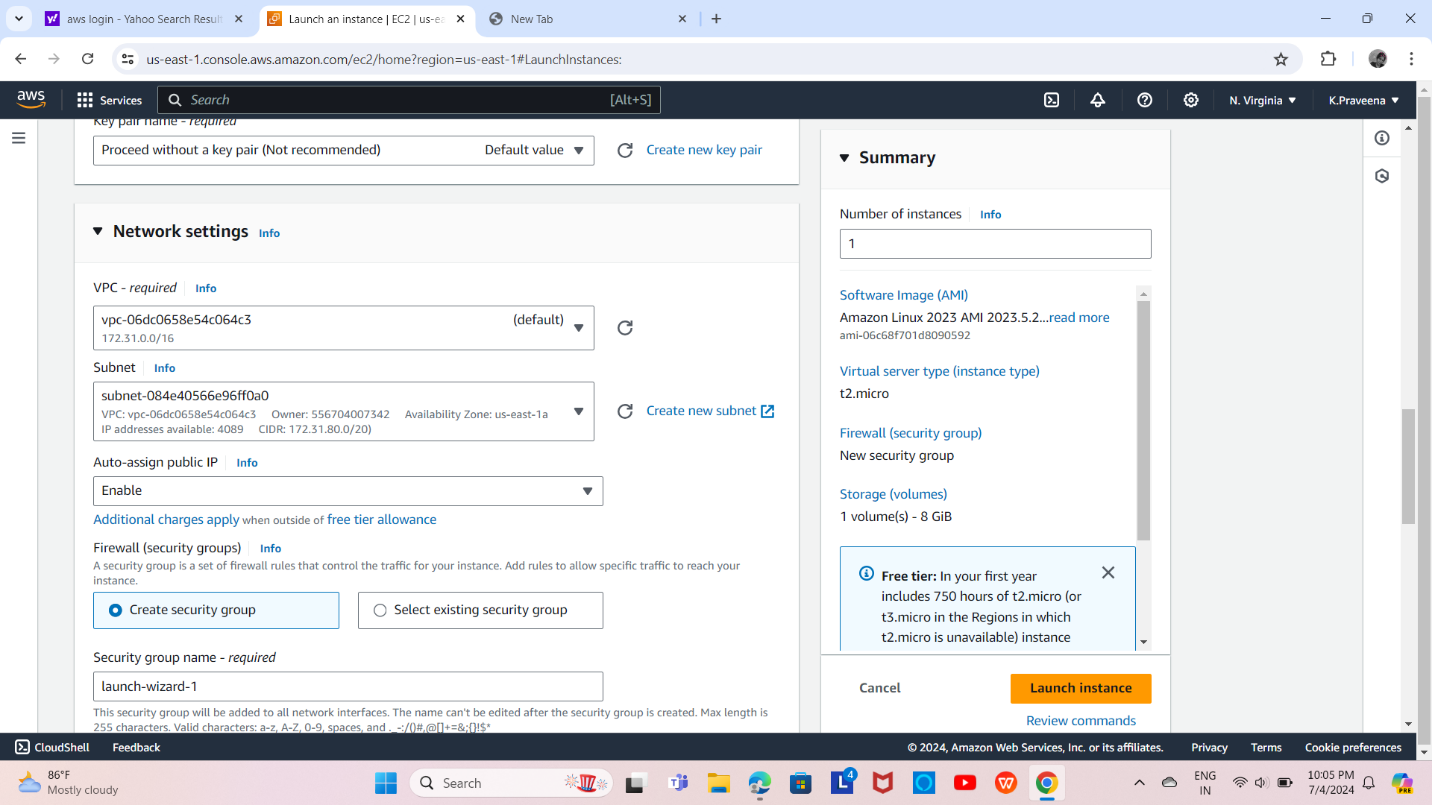 aws login - Yahoo Search Result
Launch an instance | EC2 | us-ea
New Tab
us-east-1.console.aws.amazon.com/ec2/home?region=us-east-1#LaunchInstances:
aws
Services
Search
[Alt+S]
N. Virginia
K.Praveena
Key pair name - required
Proceed without a key pair (Not recommended)
Default value
Create new key pair
Network settings Info
VPC - required Info
vpc-06dc0658e54c064c3
(default)
172.31.0.0/16
Subnet Info
subnet-084e40566e96ff0a0
VPC: vpc-06dc0658e54c064c3 Owner: 556704007342 Availability Zone: us-east-1a
IP addresses available: 4089 CIDR: 172.31.80.0/20)
Create new subnet
Auto-assign public IP Info
Enable
Additional charges apply when outside of free tier allowance
Firewall (security groups) Info
A security group is a set of firewall rules that control the traffic for your instance. Add rules to allow specific traffic to reach your
instance.
Create security group
Select existing security group
Security group name - required
launch-wizard-1
This security group will be added to all network interfaces. The name can't be edited after the security group is created. Max length is
255 characters. Valid characters: a-z, A-Z, 0-9, spaces, and ._-:/()#,@[]+=&;{}!$*
Summary
Number of instances Info
1
Software Image (AMI)
Amazon Linux 2023 AMI 2023.5.2...read more
ami-06c68f701d8090592
Virtual server type (instance type)
t2.micro
Firewall (security group)
New security group
Storage (volumes)
1 volume(s) - 8 GiB
Free tier: In your first year
includes 750 hours of t2.micro (or
t3.micro in the Regions in which
t2.micro is unavailable) instance
Cancel
Launch instance
Review commands
CloudShell
Feedback
© 2024, Amazon Web Services, Inc. or its affiliates.
Privacy
Terms
Cookie preferences
86°F
Mostly cloudy
Search
4
ENG
IN
10:05 PM
7/4/2024
PRE